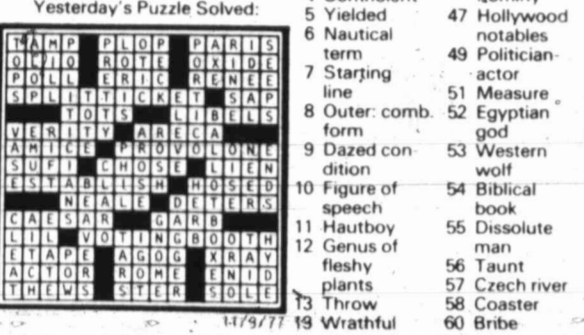 Yesterday's Puzzle Solved:
TAMP PLOP PARIS
OLIO ROTE OXIDE
POLL ERIC RENEE
SPLITTICKET SAP
TOTS LIBELS
VERITY ARECA
AMICE PROVOLONE
SUFI CHOSE LIEN
ESTABLISH HOSED
NEALE DETERS
CAESAR GARB
LIL VOTINGBOOTH
ETAPE AGOG XRAY
ACTOR ROME ENID
THEWS STER SOLE
11/9/77
5 Yielded
6 Nautical
term
7 Starting
line
8 Outer: comb.
form
9 Dazed con-
dition
10 Figure of
speech
11 Hautboy
12 Genus of
fleshy
plants
13 Throw
19 Wrathful
47 Hollywood
notables
49 Politician-
actor
51 Measure
52 Egyptian
god
53 Western
wolf
54 Biblical
book
55 Dissolute
man
56 Taunt
57 Czech river
58 Coaster
60 Bribe